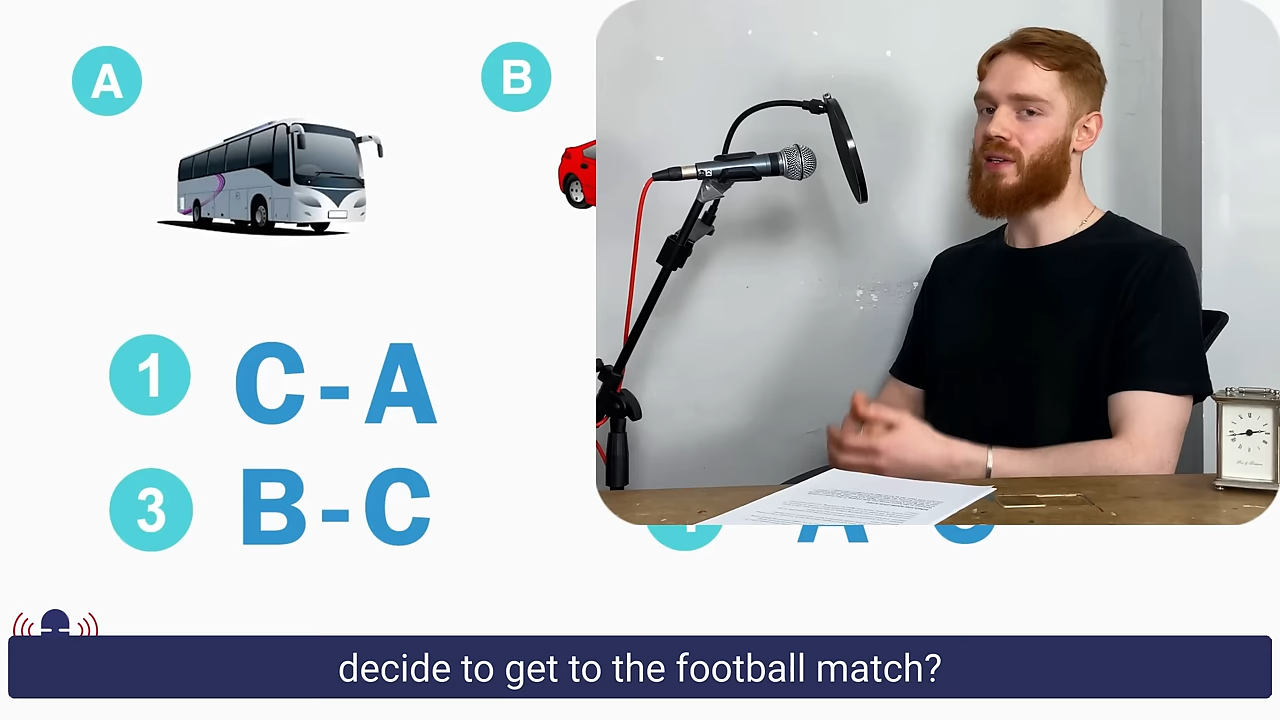 A
B
1 C-A
3 B-C
decide to get to the football match?